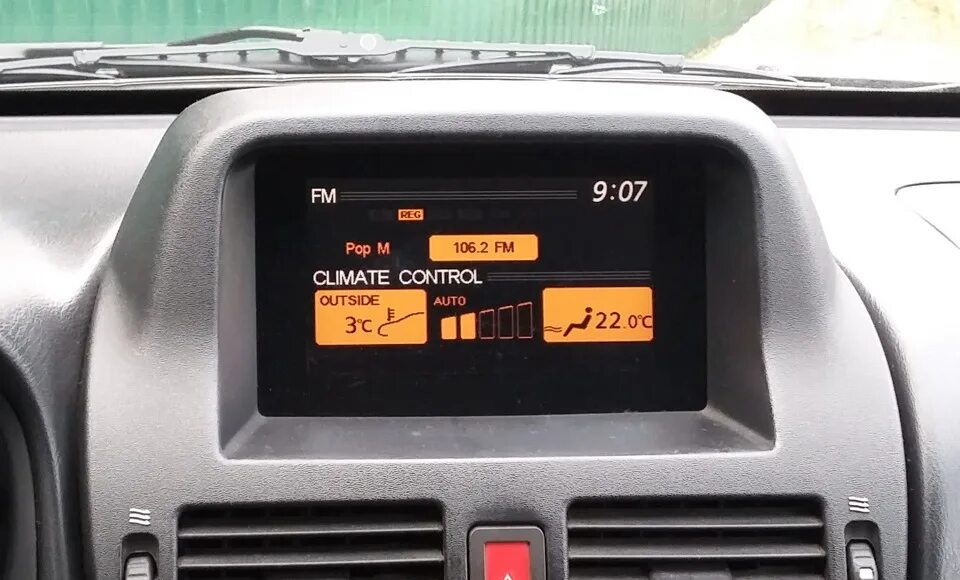 FM 9:07
REG
Pop M 106.2 FM
CLIMATE CONTROL
OUTSIDE AUTO
3°C 22.0°C